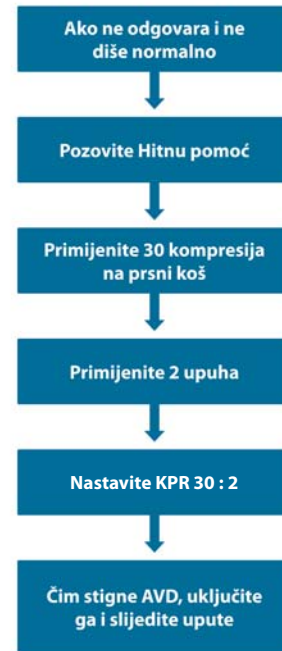 Ako ne odgovara i ne
diše normalno
Pozovite Hitnu pomoć
Primijenite 30 kompresija
na prsni koš
Primijenite 2 upuha
Nastavite KPR 30 : 2
Čim stigne AVD, uključite
ga i slijedite upute